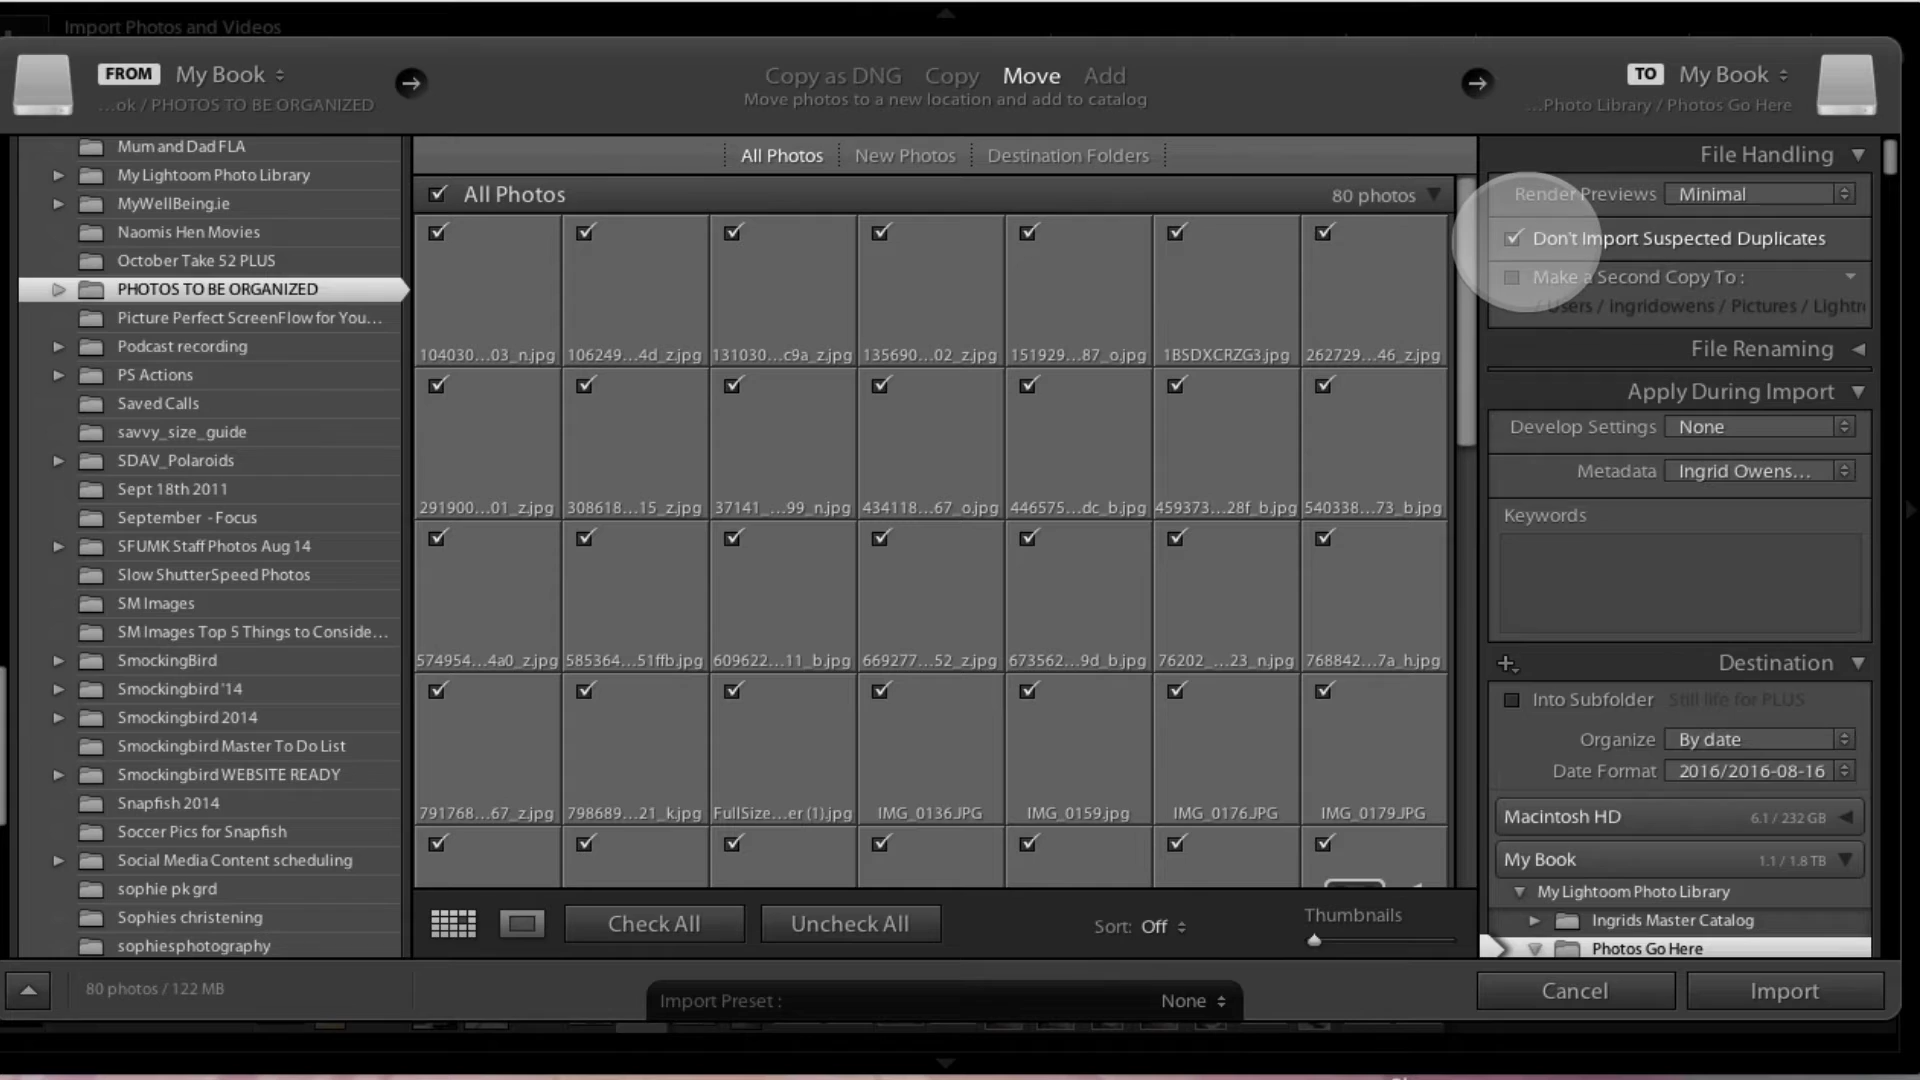 Import Photos and Videos
FROM My Book
...ok / PHOTOS TO BE ORGANIZED
Copy as DNG Copy Move Add
Move photos to a new location and add to catalog
TO My Book
...Photo Library / Photos Go Here
Mum and Dad FLA
My Lightoom Photo Library
MyWellBeing.ie
Naomis Hen Movies
October Take 52 PLUS
PHOTOS TO BE ORGANIZED
Picture Perfect ScreenFlow for You...
Podcast recording
PS Actions
Saved Calls
savvy_size_guide
SDAV_Polaroids
Sept 18th 2011
September - Focus
SFUMK Staff Photos Aug 14
Slow ShutterSpeed Photos
SM Images
SM Images Top 5 Things to Conside...
SmockingBird
Smockingbird '14
Smockingbird 2014
Smockingbird Master To Do List
Smockingbird WEBSITE READY
Snapfish 2014
Soccer Pics for Snapfish
Social Media Content scheduling
sophie pk grd
Sophies christening
sophiesphotography
80 photos / 122 MB
All Photos New Photos Destination Folders
All Photos 80 photos
104030...03_n.jpg 106249...4d_z.jpg 131030...c9a_z.jpg 135690...02_z.jpg 151929...87_o.jpg 1BSDXCRZG3.jpg 262729...46_z.jpg
291900...01_z.jpg 308618...15_z.jpg 37141_...99_n.jpg 434118...67_o.jpg 446575...dc_b.jpg 459373...28f_b.jpg 540338...73_b.jpg
574954...4a0_z.jpg 585364...51ffb.jpg 609622...11_b.jpg 669277...52_z.jpg 673562...9d_b.jpg 76202_...23_n.jpg 768842...7a_h.jpg
791768...67_z.jpg 798689...21_k.jpg FullSize...er (1).jpg IMG_0136.JPG IMG_0159.jpg IMG_0176.JPG IMG_0179.JPG
Check All Uncheck All Sort: Off Thumbnails
Import Preset : None
File Handling
Render Previews Minimal
Don't Import Suspected Duplicates
Make a Second Copy To :
/ Users / Ingridowens / Pictures / Lightr
File Renaming
Apply During Import
Develop Settings None
Metadata Ingrid Owens...
Keywords
Destination
Into Subfolder Still life for PLUS
Organize By date
Date Format 2016/2016-08-16
Macintosh HD 6.1 / 232 GB
My Book 1.1 / 1.8 TB
My Lightoom Photo Library
Ingrids Master Catalog
Photos Go Here
Cancel Import